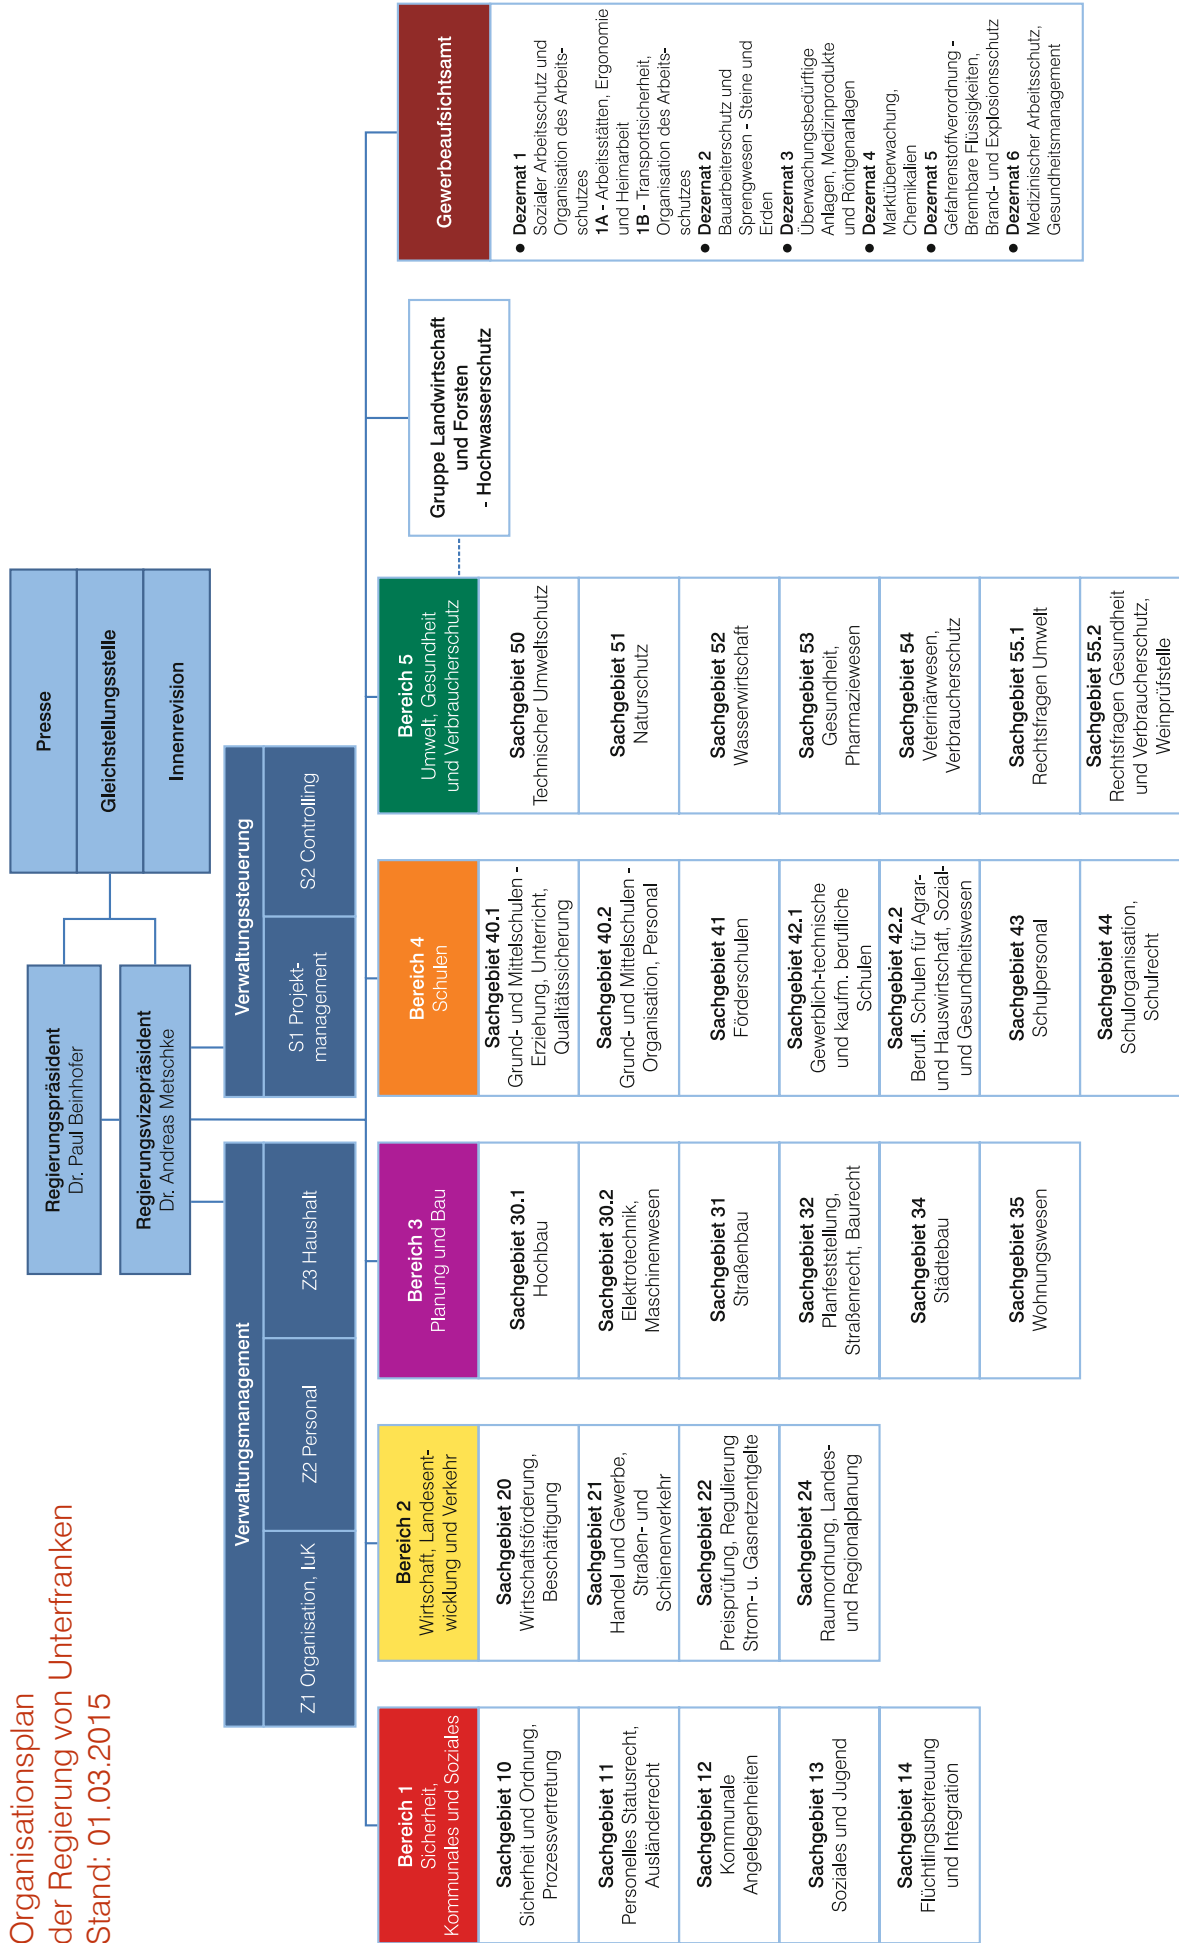 Organisationsplan
der Regierung von Unterfranken
Stand: 01.03.2015
Regierungspräsident
Dr. Paul Beinhofer
Regierungsvizepräsident
Dr. Andreas Metschke
Presse
Gleichstellungsstelle
Innenrevision
Verwaltungsmanagement
Z1 Organisation, IuK
Z2 Personal
Z3 Haushalt
Verwaltungssteuerung
S1 Projekt-
management
S2 Controlling
Bereich 1
Sicherheit,
Kommunales und Soziales
Sachgebiet 10
Sicherheit und Ordnung,
Prozessvertretung
Sachgebiet 11
Personelles Statusrecht,
Ausländerrecht
Sachgebiet 12
Kommunale
Angelegenheiten
Sachgebiet 13
Soziales und Jugend
Sachgebiet 14
Flüchtlingsbetreuung
und Integration
Bereich 2
Wirtschaft, Landesent-
wicklung und Verkehr
Sachgebiet 20
Wirtschaftsförderung,
Beschäftigung
Sachgebiet 21
Handel und Gewerbe,
Straßen- und
Schienenverkehr
Sachgebiet 22
Preisprüfung, Regulierung
Strom- u. Gasnetzentgelte
Sachgebiet 24
Raumordnung, Landes-
und Regionalplanung
Bereich 3
Planung und Bau
Sachgebiet 30.1
Hochbau
Sachgebiet 30.2
Elektrotechnik,
Maschinenwesen
Sachgebiet 31
Straßenbau
Sachgebiet 32
Planfeststellung,
Straßenrecht, Baurecht
Sachgebiet 34
Städtebau
Sachgebiet 35
Wohnungswesen
Bereich 4
Schulen
Sachgebiet 40.1
Grund- und Mittelschulen -
Erziehung, Unterricht,
Qualitätssicherung
Sachgebiet 40.2
Grund- und Mittelschulen -
Organisation, Personal
Sachgebiet 41
Förderschulen
Sachgebiet 42.1
Gewerblich-technische
und kaufm. berufliche
Schulen
Sachgebiet 42.2
Berufl. Schulen für Agrar-
und Hauswirtschaft, Sozial-
und Gesundheitswesen
Sachgebiet 43
Schulpersonal
Sachgebiet 44
Schulorganisation,
Schulrecht
Bereich 5
Umwelt, Gesundheit
und Verbraucherschutz
Sachgebiet 50
Technischer Umweltschutz
Sachgebiet 51
Naturschutz
Sachgebiet 52
Wasserwirtschaft
Sachgebiet 53
Gesundheit,
Pharmaziewesen
Sachgebiet 54
Veterinärwesen,
Verbraucherschutz
Sachgebiet 55.1
Rechtsfragen Umwelt
Sachgebiet 55.2
Rechtsfragen Gesundheit
und Verbraucherschutz,
Weinprüfstelle
Gruppe Landwirtschaft
und Forsten
- Hochwasserschutz
Gewerbeaufsichtsamt
● Dezernat 1
Sozialer Arbeitsschutz und
Organisation des Arbeits-
schutzes
1A - Arbeitsstätten, Ergonomie
und Heimarbeit
1B - Transportsicherheit,
Organisation des Arbeits-
schutzes
● Dezernat 2
Bauarbeiterschutz und
Sprengwesen - Steine und
Erden
● Dezernat 3
Überwachungsbedürftige
Anlagen, Medizinprodukte
und Röntgenanlagen
● Dezernat 4
Marktüberwachung,
Chemikalien
● Dezernat 5
Gefahrenstoffverordnung -
Brennbare Flüssigkeiten,
Brand- und Explosionsschutz
● Dezernat 6
Medizinischer Arbeitsschutz,
Gesundheitsmanagement